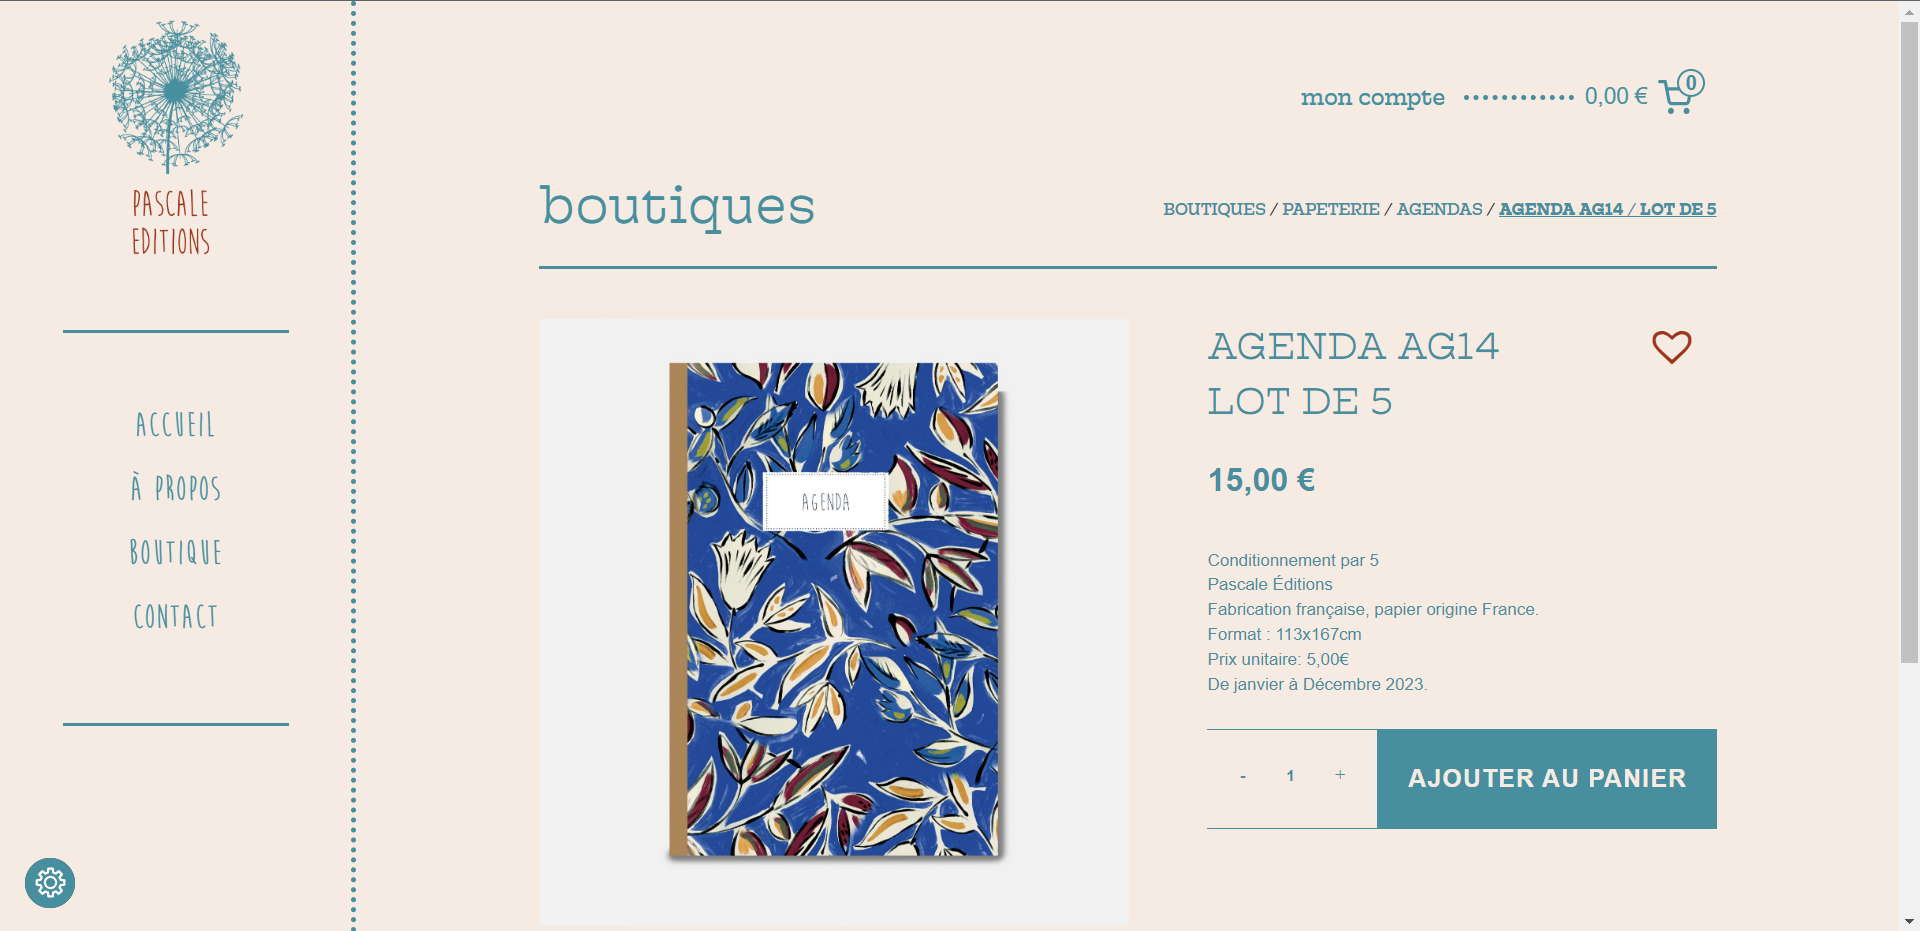 PASCALE
EDITIONS
ACCUEIL
À PROPOS
BOUTIQUE
CONTACT
mon compte 0,00 € 0
boutiques
BOUTIQUES / PAPETERIE / AGENDAS / AGENDA AG14 / LOT DE 5
AGENDA
AGENDA AG14
LOT DE 5
15,00 €
Conditionnement par 5
Pascale Éditions
Fabrication française, papier origine France.
Format : 113x167cm
Prix unitaire: 5,00€
De janvier à Décembre 2023.
- 1 +
AJOUTER AU PANIER